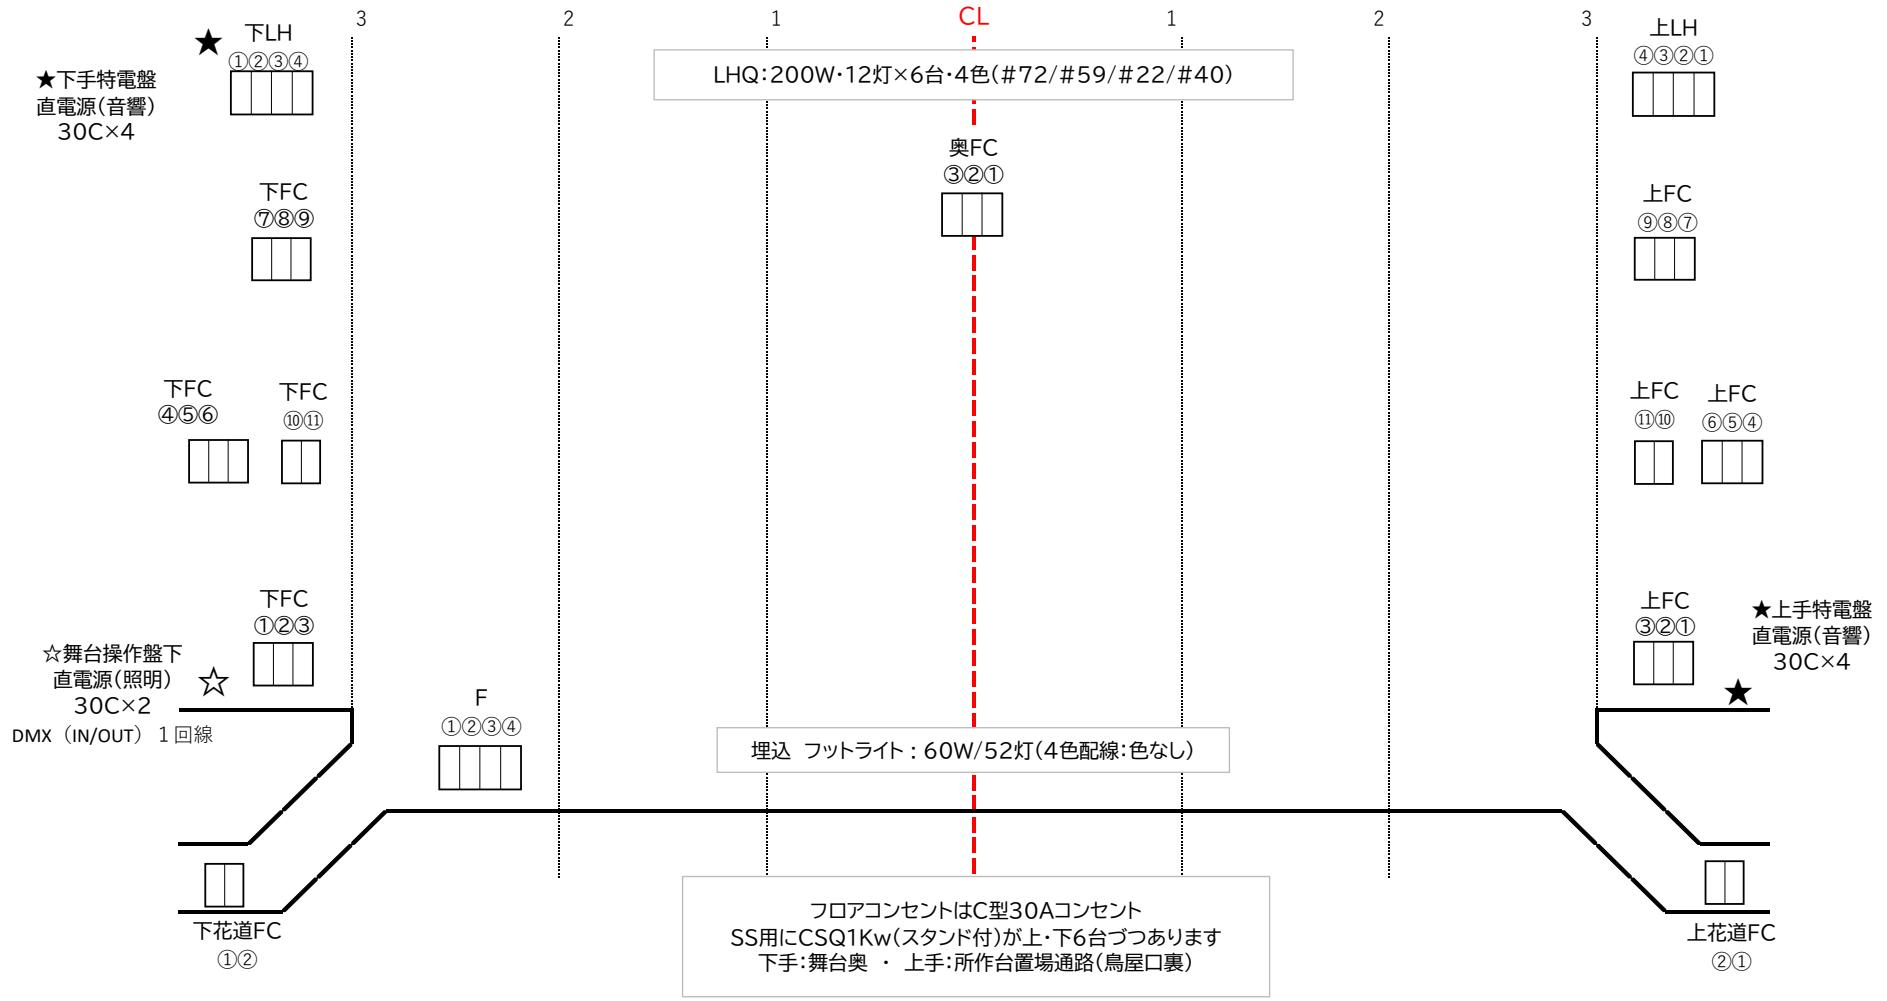 3
2
1
CL
1
2
3
★
下LH
①②③④
★下手特電盤
直電源(音響)
30C×4
LHQ:200W・12灯×6台・4色(#72/#59/#22/#40)
上LH
④③②①
奥FC
③②①
下FC
⑦⑧⑨
上FC
⑨⑧⑦
下FC
④⑤⑥
下FC
⑩⑪
上FC
⑪⑩
上FC
⑥⑤④
下FC
①②③
上FC
③②①
★上手特電盤
直電源(音響)
30C×4
★
☆舞台操作盤下
直電源(照明)
30C×2
☆
DMX（IN/OUT）１回線
F
①②③④
埋込 フットライト：60W/52灯(4色配線:色なし)
フロアコンセントはC型30Aコンセント
SS用にCSQ1Kw(スタンド付)が上・下6台づつあります
下手:舞台奥 ・ 上手:所作台置場通路(鳥屋口裏)
下花道FC
①②
上花道FC
②①